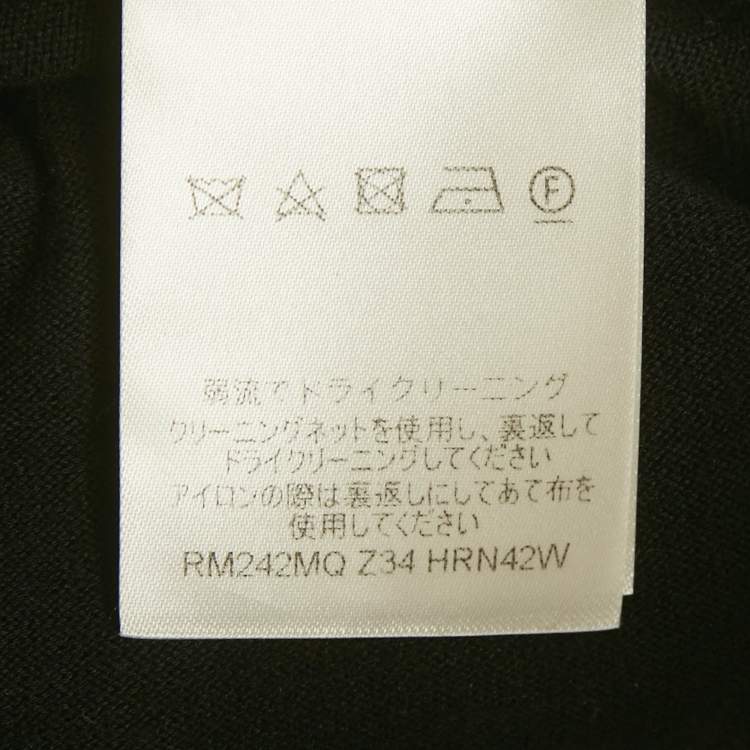 F
弱流でドライクリーニング
クリーニングネットを使用し、裏返して
ドライクリーニングしてください
アイロンの際は裏返しにしてあて布を
使用してください
RM242MQ Z34 HRN42W